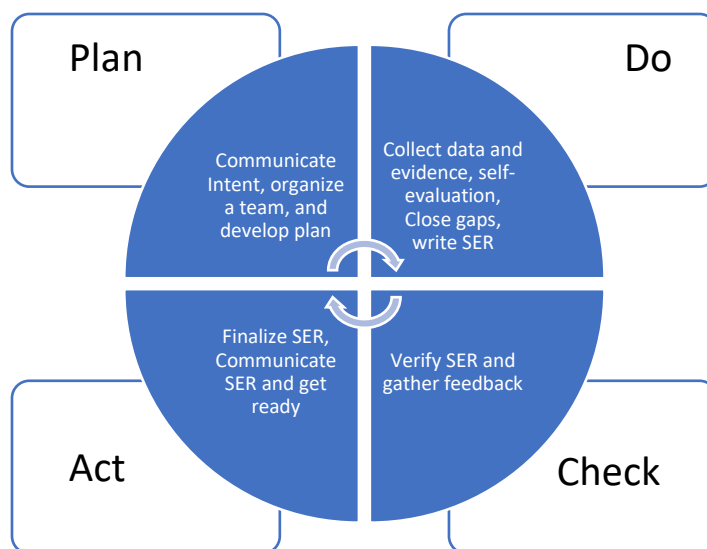 Plan
Do
Communicate
Intent, organize
a team, and
develop plan
Collect data and
evidence, self-
evaluation,
Close gaps,
write SER
Finalize SER,
Communicate
SER and get
ready
Verify SER and
gather feedback
Act
Check